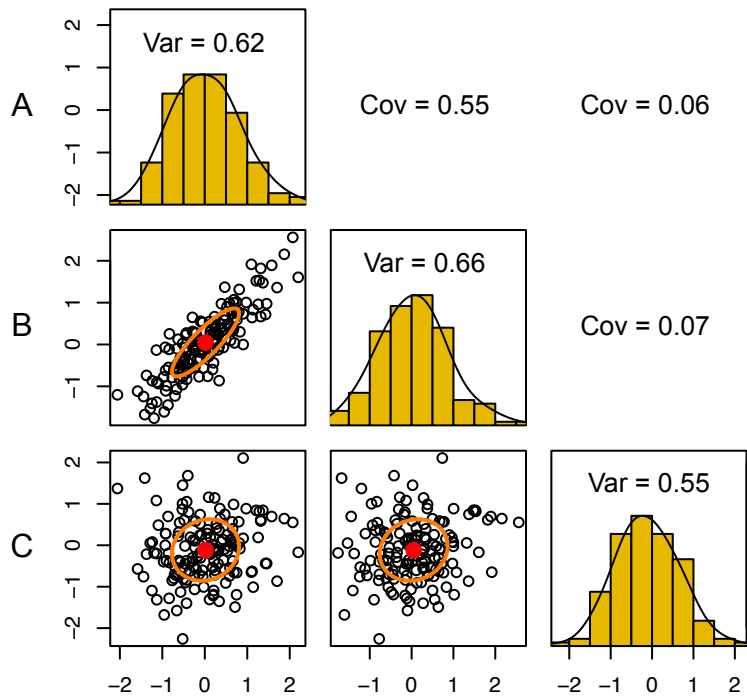 2
Var = 0.62
1
A
0
Cov = 0.55
Cov = 0.06
−1
−2
2
Var = 0.66
1
B
0
Cov = 0.07
−1
2
Var = 0.55
1
C
0
−1
−2
−2 −1 0 1 2
−2 −1 0 1 2
−2 −1 0 1 2